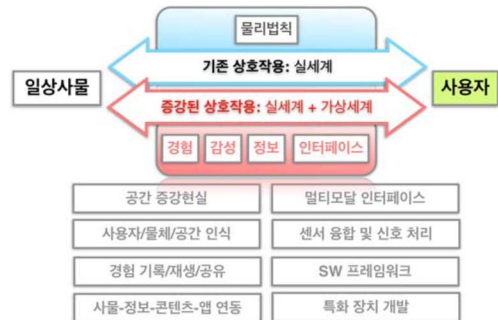 물리법칙
기존 상호작용: 실세계
일상사물
사용자
증강된 상호작용: 실세계 + 가상세계
경험 감성 정보 인터페이스
공간 증강현실 멀티모달 인터페이스
사용자/물체/공간 인식 센서 융합 및 신호 처리
경험 기록/재생/공유 SW 프레임워크
사물-정보-콘텐츠-앱 연동 특화 장치 개발